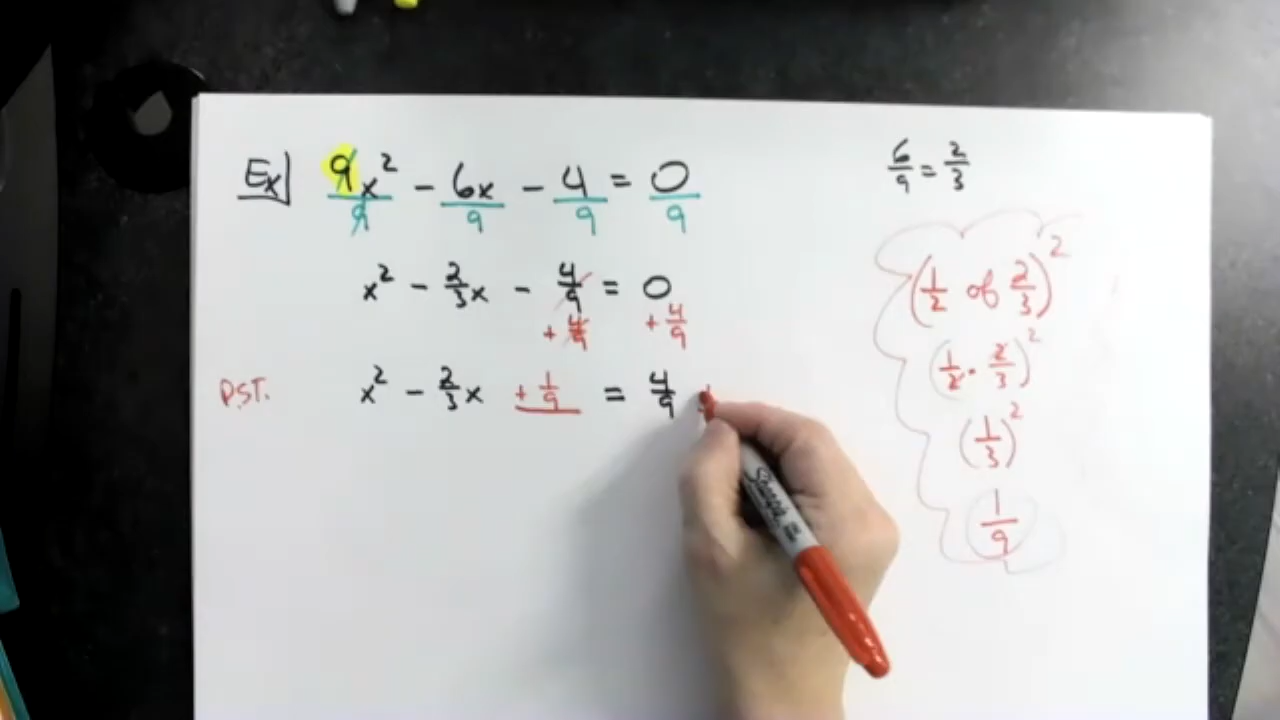 Ex 9x² - 6x - 4 = 0
9 9 9 9
x² - 2/3x - 4/9 = 0
+ 4/9 + 4/9
P.S.T. x² - 2/3x + 1/9 = 4/9 +
6/9 = 2/3
(1/2 of 2/3)²
(1/2 · 2/3)²
(1/3)²
1/9
Sharpie